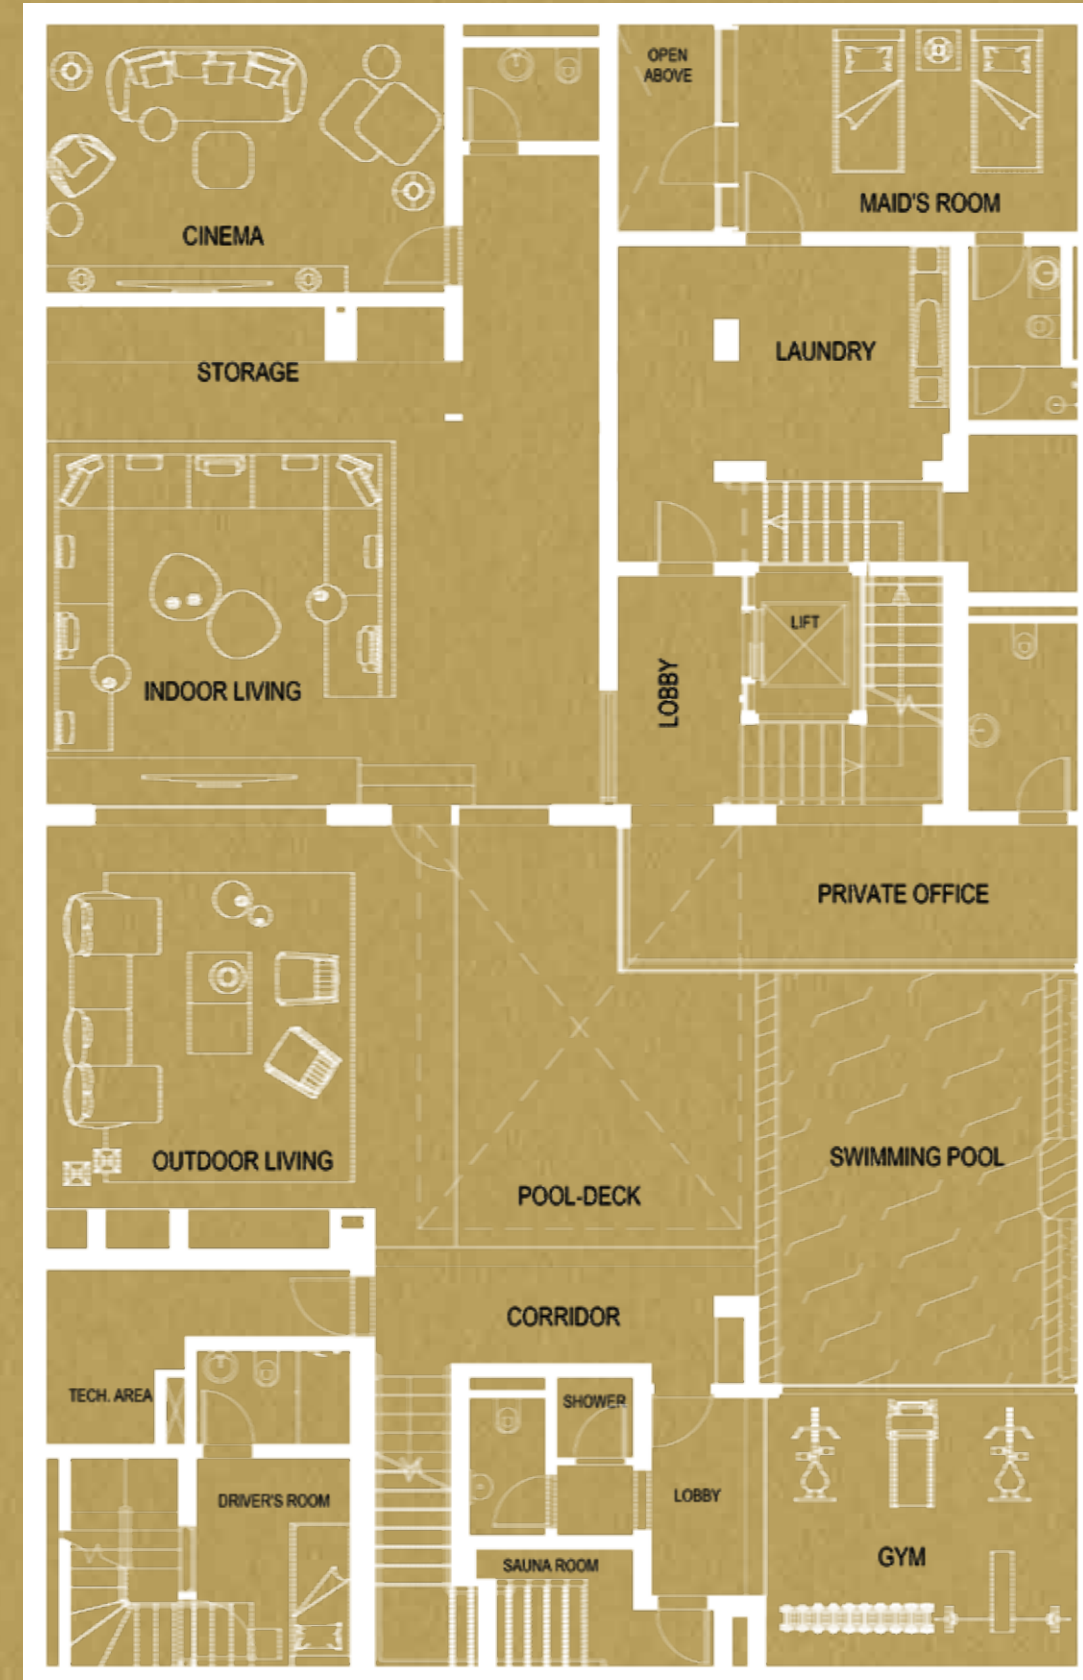 OPEN
ABOVE
MAID'S ROOM
CINEMA
LAUNDRY
STORAGE
LIFT
LOBBY
INDOOR LIVING
PRIVATE OFFICE
OUTDOOR LIVING
SWIMMING POOL
POOL-DECK
CORRIDOR
TECH. AREA
SHOWER
DRIVER'S ROOM
LOBBY
SAUNA ROOM
GYM